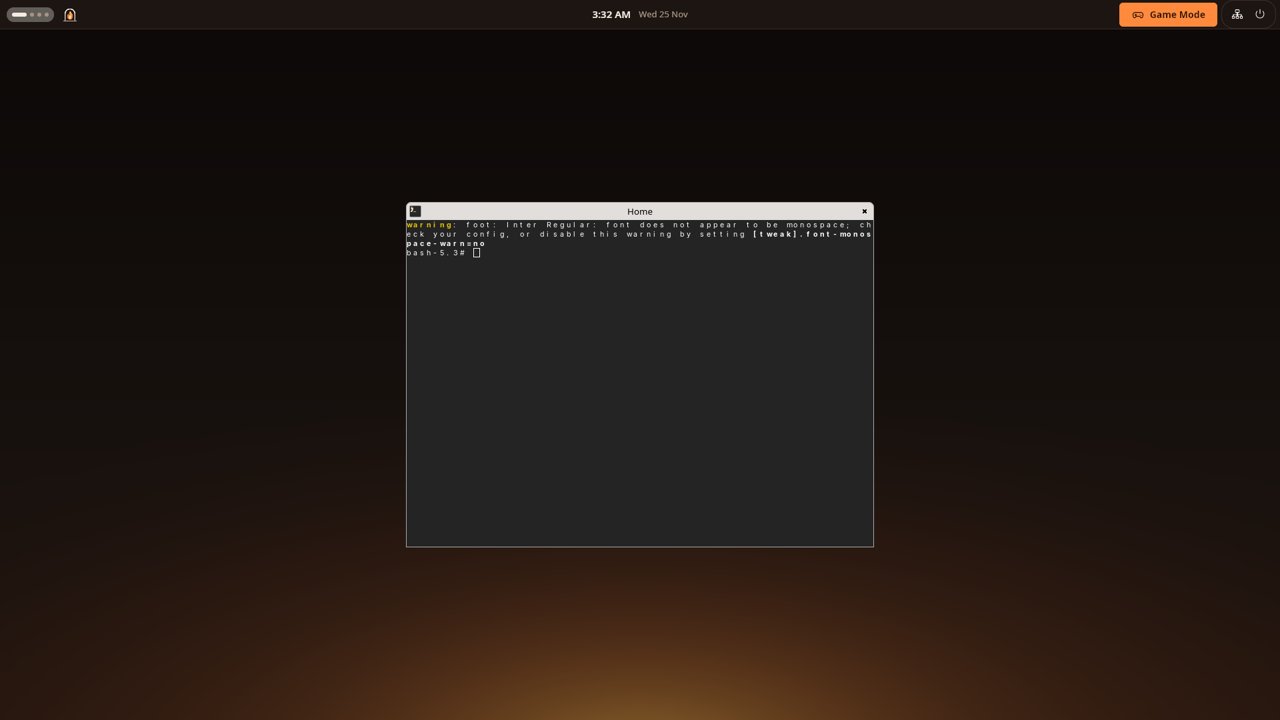 3:32 AM Wed 25 Nov
Game Mode
Home
warning: foot: Inter Regular: font does not appear to be monospace; ch
eck your config, or disable this warning by setting [tweak].font-monos
pace-warn=no
bash-5.3#